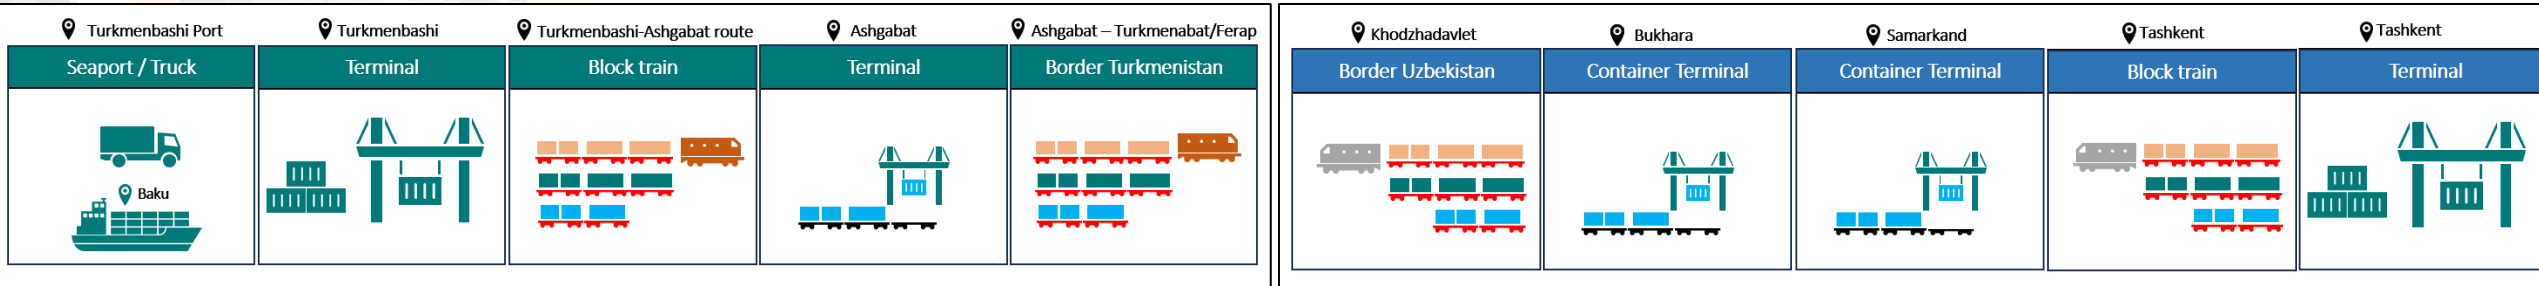 Turkmenbashi Port
Seaport / Truck
Baku
Turkmenbashi
Terminal
Turkmenbashi-Ashgabat route
Block train
Ashgabat
Terminal
Ashgabat – Turkmenabat/Ferap
Border Turkmenistan
Khodzhadavlet
Border Uzbekistan
Bukhara
Container Terminal
Samarkand
Container Terminal
Tashkent
Block train
Tashkent
Terminal